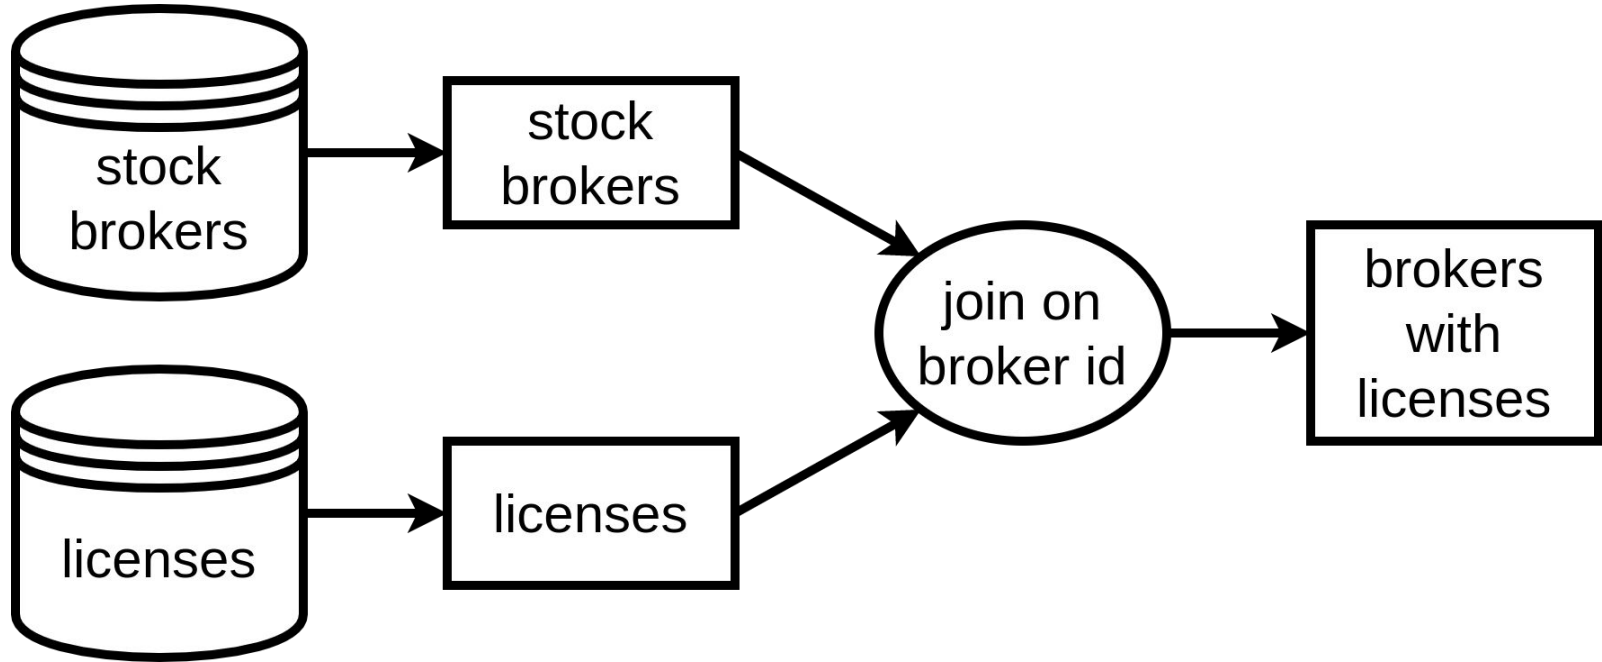 stock
brokers
stock
brokers
join on
broker id
brokers
with
licenses
licenses
licenses